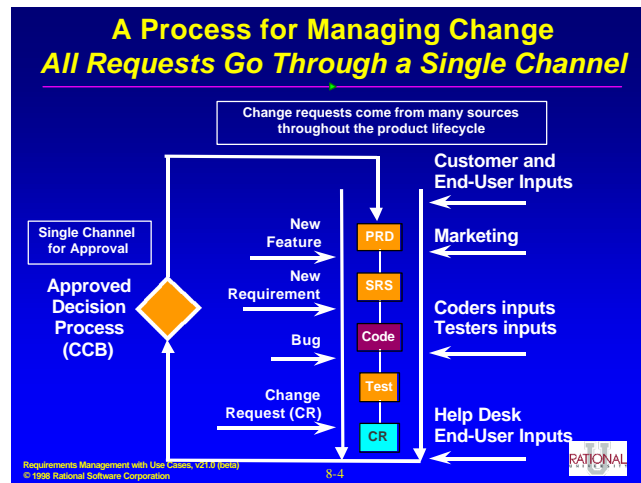 A Process for Managing Change
All Requests Go Through a Single Channel
Change requests come from many sources
throughout the product lifecycle
Customer and
End-User Inputs
Single Channel
for Approval
New
Feature
PRD
Marketing
Approved
Decision
Process
(CCB)
New
Requirement
SRS
Coders inputs
Testers inputs
Bug
Code
Test
Change
Request (CR)
CR
Help Desk
End-User Inputs
Requirements Management with Use Cases, v21.0 (beta)
© 1998 Rational Software Corporation
8-4
U
RATIONAL
UNIVERSITY